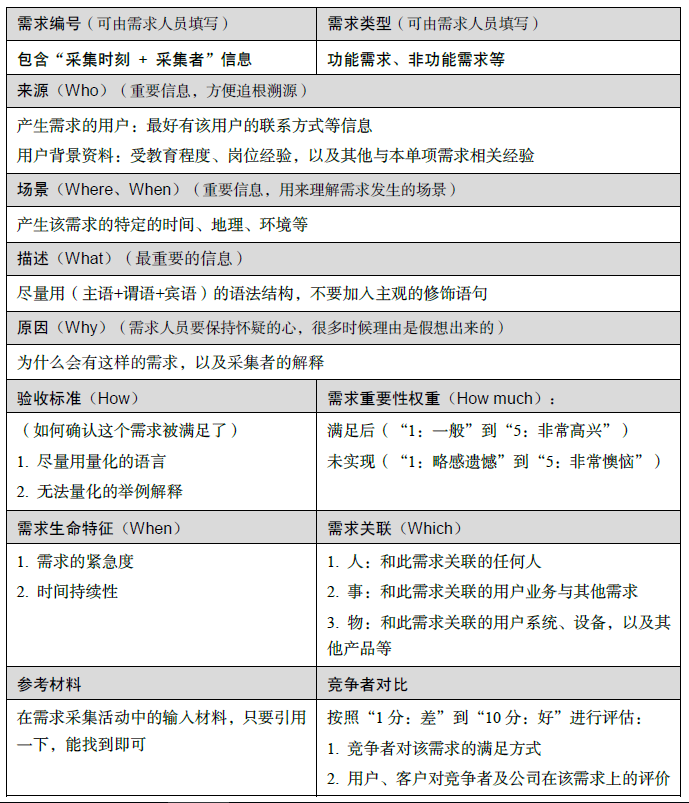 需求编号（可由需求人员填写）
需求类型（可由需求人员填写）
包含“采集时刻 + 采集者”信息
功能需求、非功能需求等
来源（Who）（重要信息，方便追根溯源）
产生需求的用户：最好有该用户的联系方式等信息
用户背景资料：受教育程度、岗位经验，以及其他与本单项需求相关经验
场景（Where、When）（重要信息，用来理解需求发生的场景）
产生该需求的特定的时间、地理、环境等
描述（What）（最重要的信息）
尽量用（主语+谓语+宾语）的语法结构，不要加入主观的修饰语句
原因（Why）（需求人员要保持怀疑的心，很多时候理由是假想出来的）
为什么会有这样的需求，以及采集者的解释
验收标准（How）
（如何确认这个需求被满足了）
1. 尽量用量化的语言
2. 无法量化的举例解释
需求重要性权重（How much）：
满足后（“1：一般”到“5：非常高兴”）
未实现（“1：略感遗憾”到“5：非常懊恼”）
需求生命特征（When）
1. 需求的紧急度
2. 时间持续性
需求关联（Which）
1. 人：和此需求关联的任何人
2. 事：和此需求关联的用户业务与其他需求
3. 物：和此需求关联的用户系统、设备，以及其
他产品等
参考材料
在需求采集活动中的输入材料，只要引用
一下，能找到即可
竞争者对比
按照“1分：差”到“10分：好”进行评估：
1. 竞争者对该需求的满足方式
2. 用户、客户对竞争者及公司在该需求上的评价